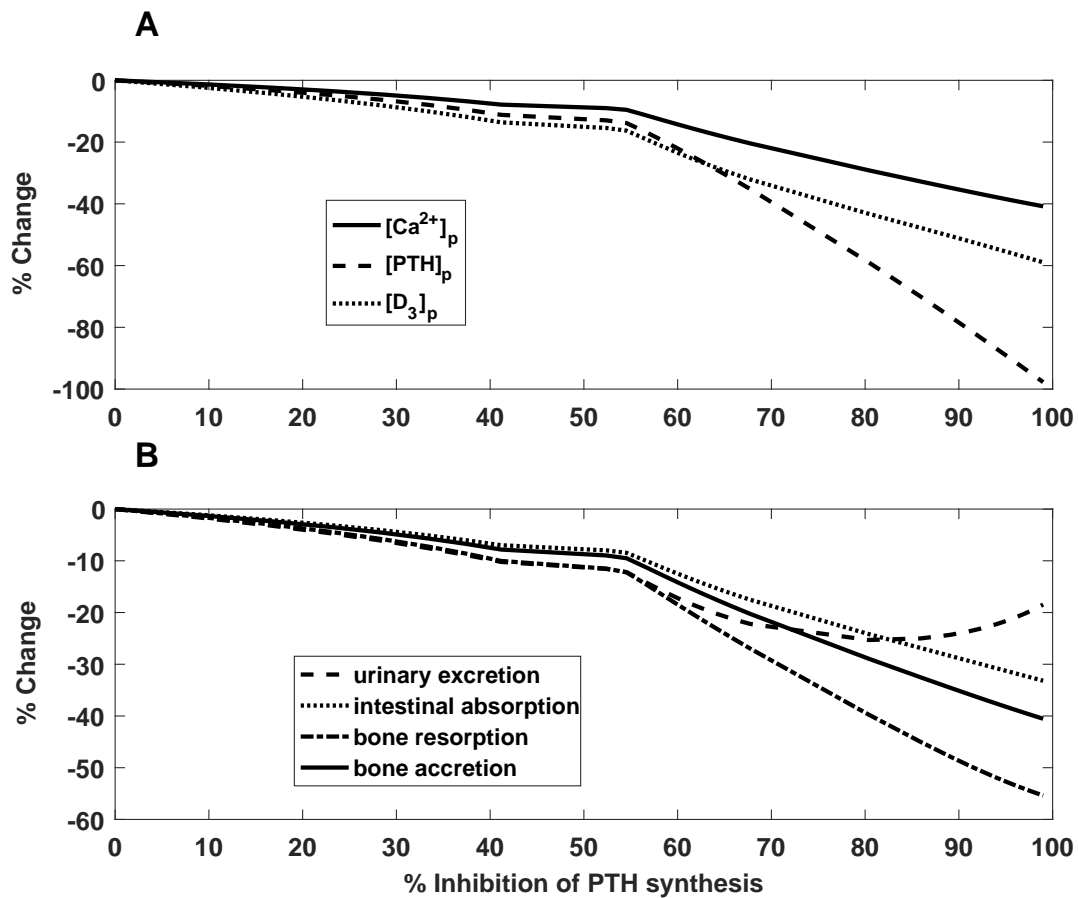 A
0
-20
-40
-60
-80
-100
% Change
[Ca2+]p
[PTH]p
[D3]p
0 10 20 30 40 50 60 70 80 90 100
B
0
-10
-20
-30
-40
-50
-60
% Change
urinary excretion
intestinal absorption
bone resorption
bone accretion
0 10 20 30 40 50 60 70 80 90 100
% Inhibition of PTH synthesis